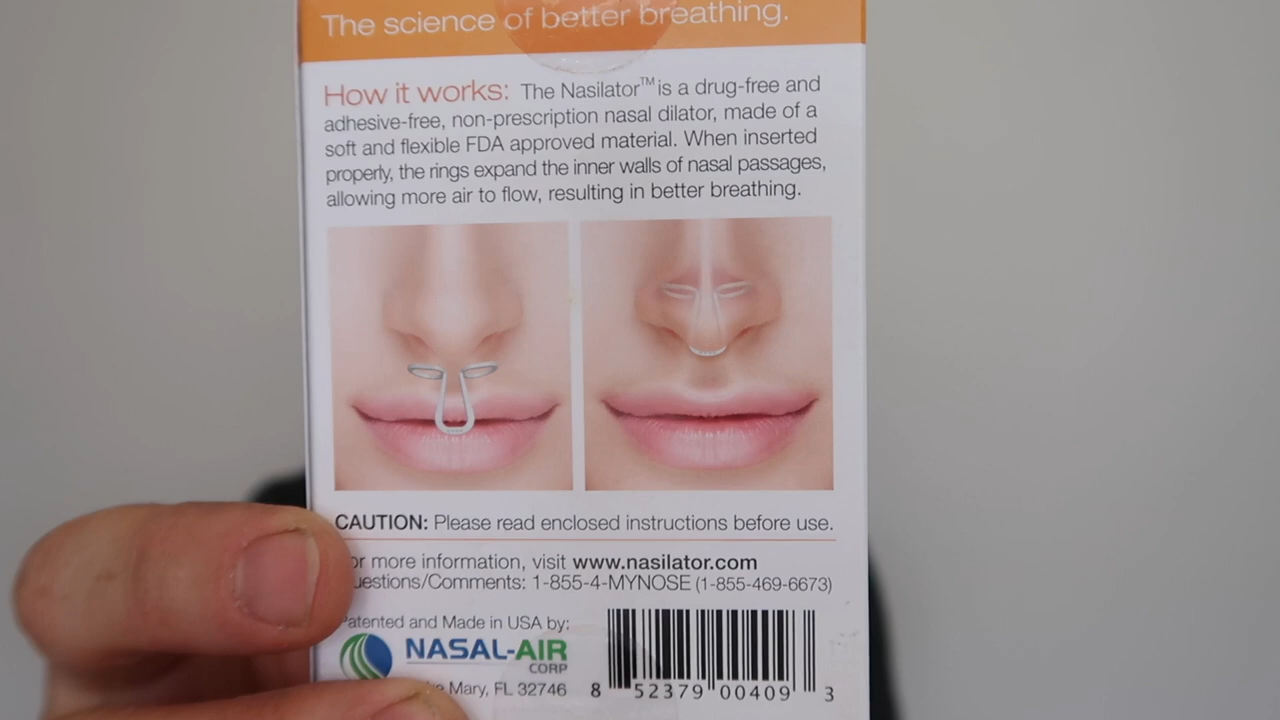 The science of better breathing.
How it works: The Nasilator™ is a drug-free and
adhesive-free, non-prescription nasal dilator, made of a
soft and flexible FDA approved material. When inserted
properly, the rings expand the inner walls of nasal passages,
allowing more air to flow, resulting in better breathing.
CAUTION: Please read enclosed instructions before use.
or more information, visit www.nasilator.com
uestions/Comments: 1-855-4-MYNOSE (1-855-469-6673)
Patented and Made in USA by:
NASAL-AIR
CORP
Mary, FL 32746
8 52379 00409 3